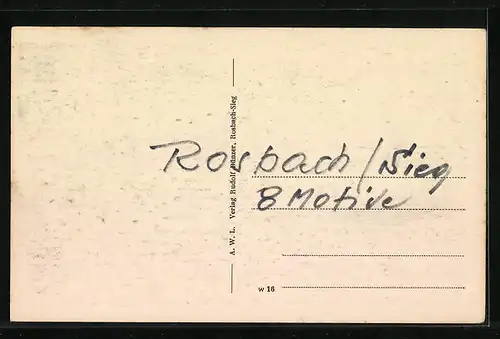 Rosbach/Sieg
8 Motive
A. W. L. Verlag Rudolf Münzer, Rosbach-Sieg
w 16